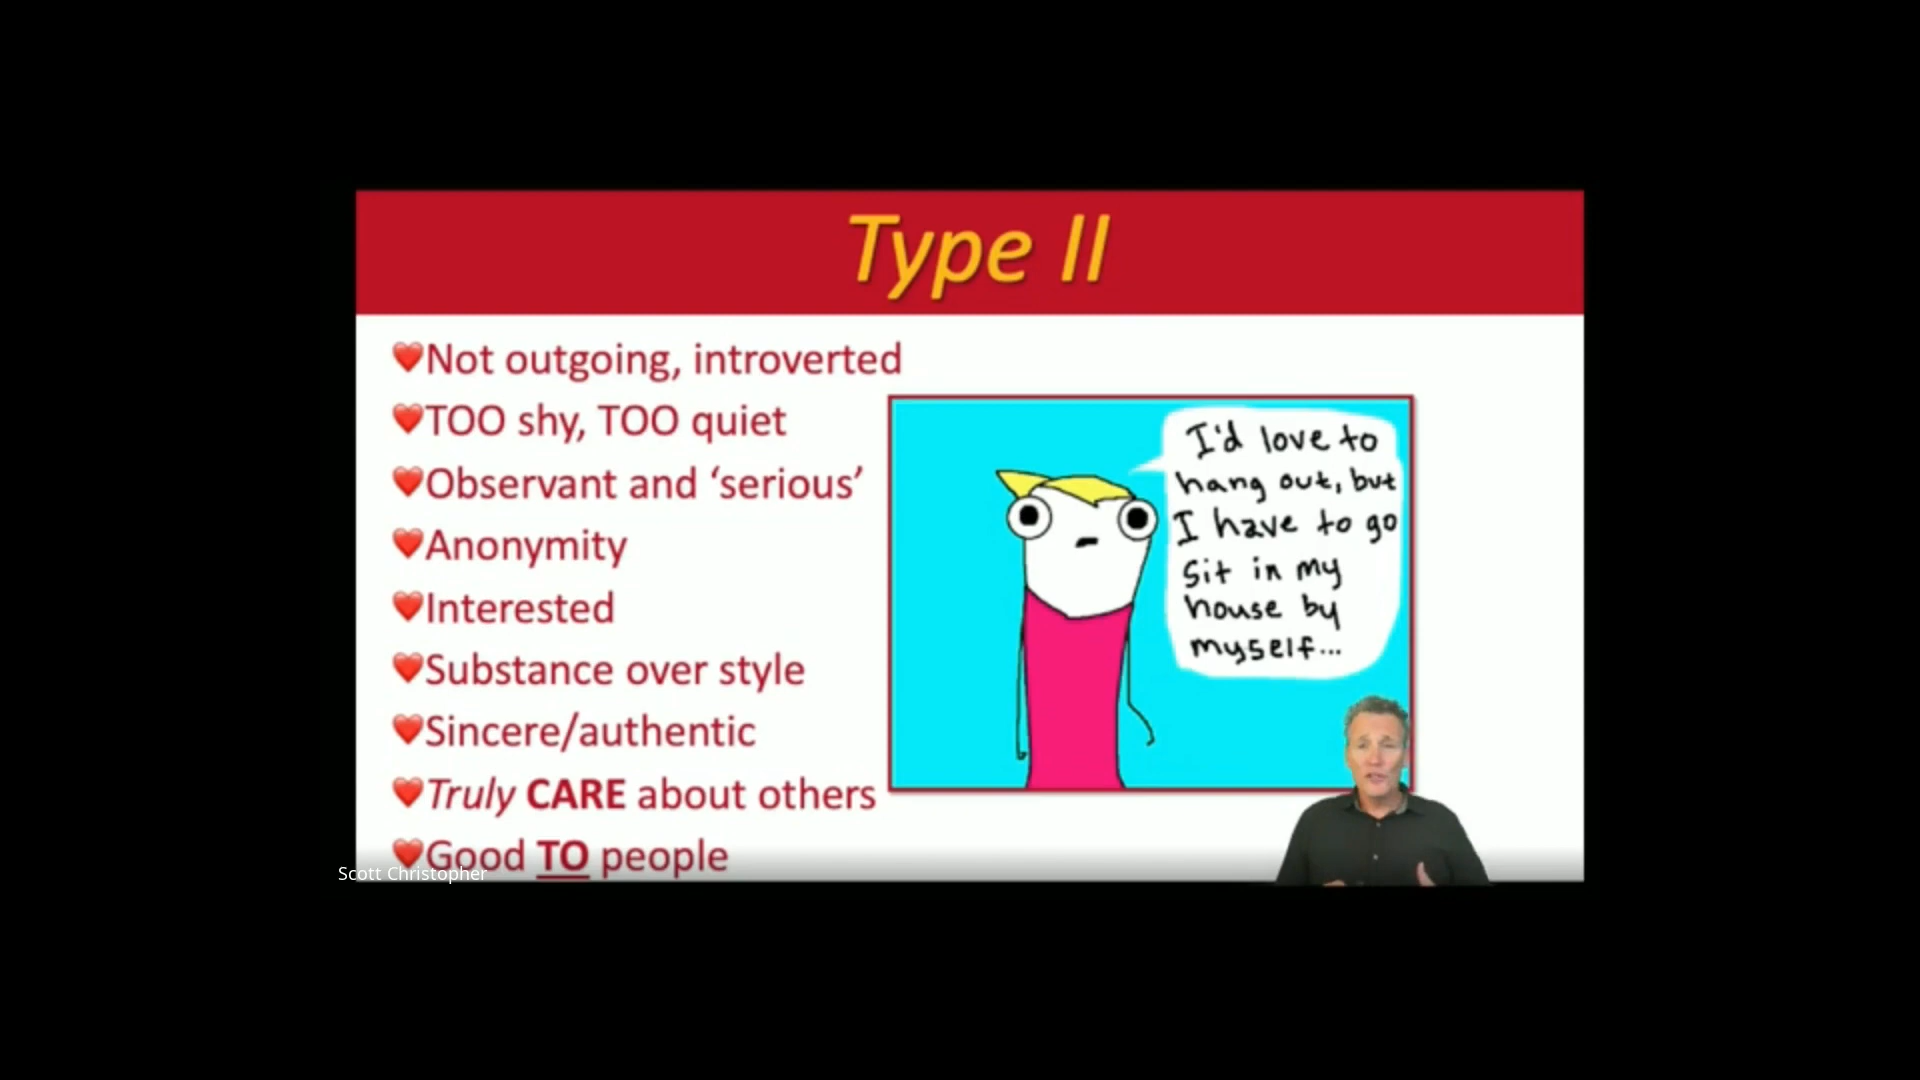 Type II
Not outgoing, introverted
TOO shy, TOO quiet
Observant and ‘serious’
Anonymity
Interested
Substance over style
Sincere/authentic
Truly CARE about others
Good TO people
I'd love to
hang out, but
I have to go
sit in my
house by
myself...
Scott Christopher